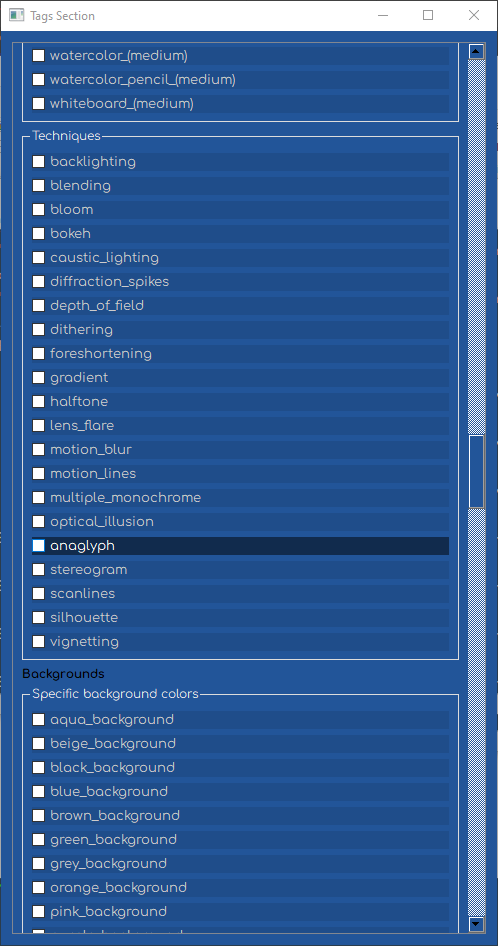 Tags Section
watercolor_(medium)
watercolor_pencil_(medium)
whiteboard_(medium)
Techniques
backlighting
blending
bloom
bokeh
caustic_lighting
diffraction_spikes
depth_of_field
dithering
foreshortening
gradient
halftone
lens_flare
motion_blur
motion_lines
multiple_monochrome
optical_illusion
anaglyph
stereogram
scanlines
silhouette
vignetting
Backgrounds
Specific background colors
aqua_background
beige_background
black_background
blue_background
brown_background
green_background
grey_background
orange_background
pink_background